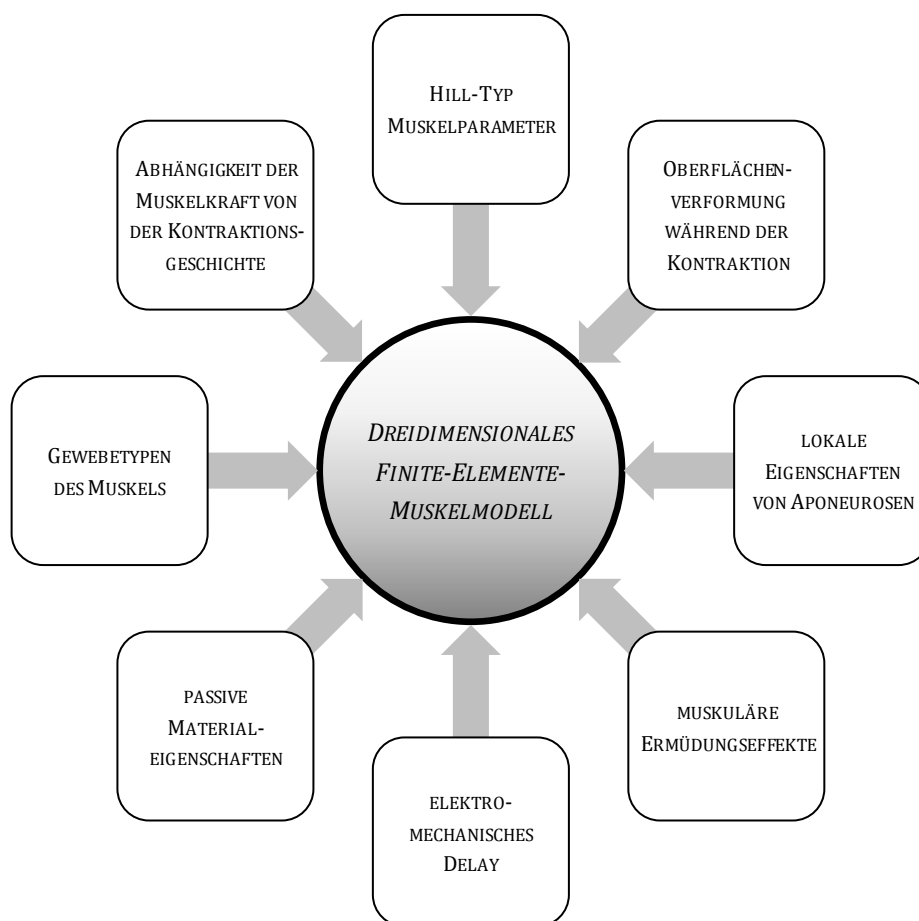 HILL-TYP
MUSKELPARAMETER
ABHÄNGIGKEIT DER
MUSKELKRAFT VON
DER KONTRAKTIONS-
GESCHICHTE
OBERFLÄCHEN-
VERFORMUNG
WÄHREND DER
KONTRAKTION
GEWEBETYPEN
DES MUSKELS
DREIDIMENSIONALES
FINITE-ELEMENTE-
MUSKELMODELL
LOKALE
EIGENSCHAFTEN
VON APONEUROSEN
PASSIVE
MATERIAL-
EIGENSCHAFTEN
MUSKULÄRE
ERMÜDUNGSEFFEKTE
ELEKTRO-
MECHANISCHES
DELAY